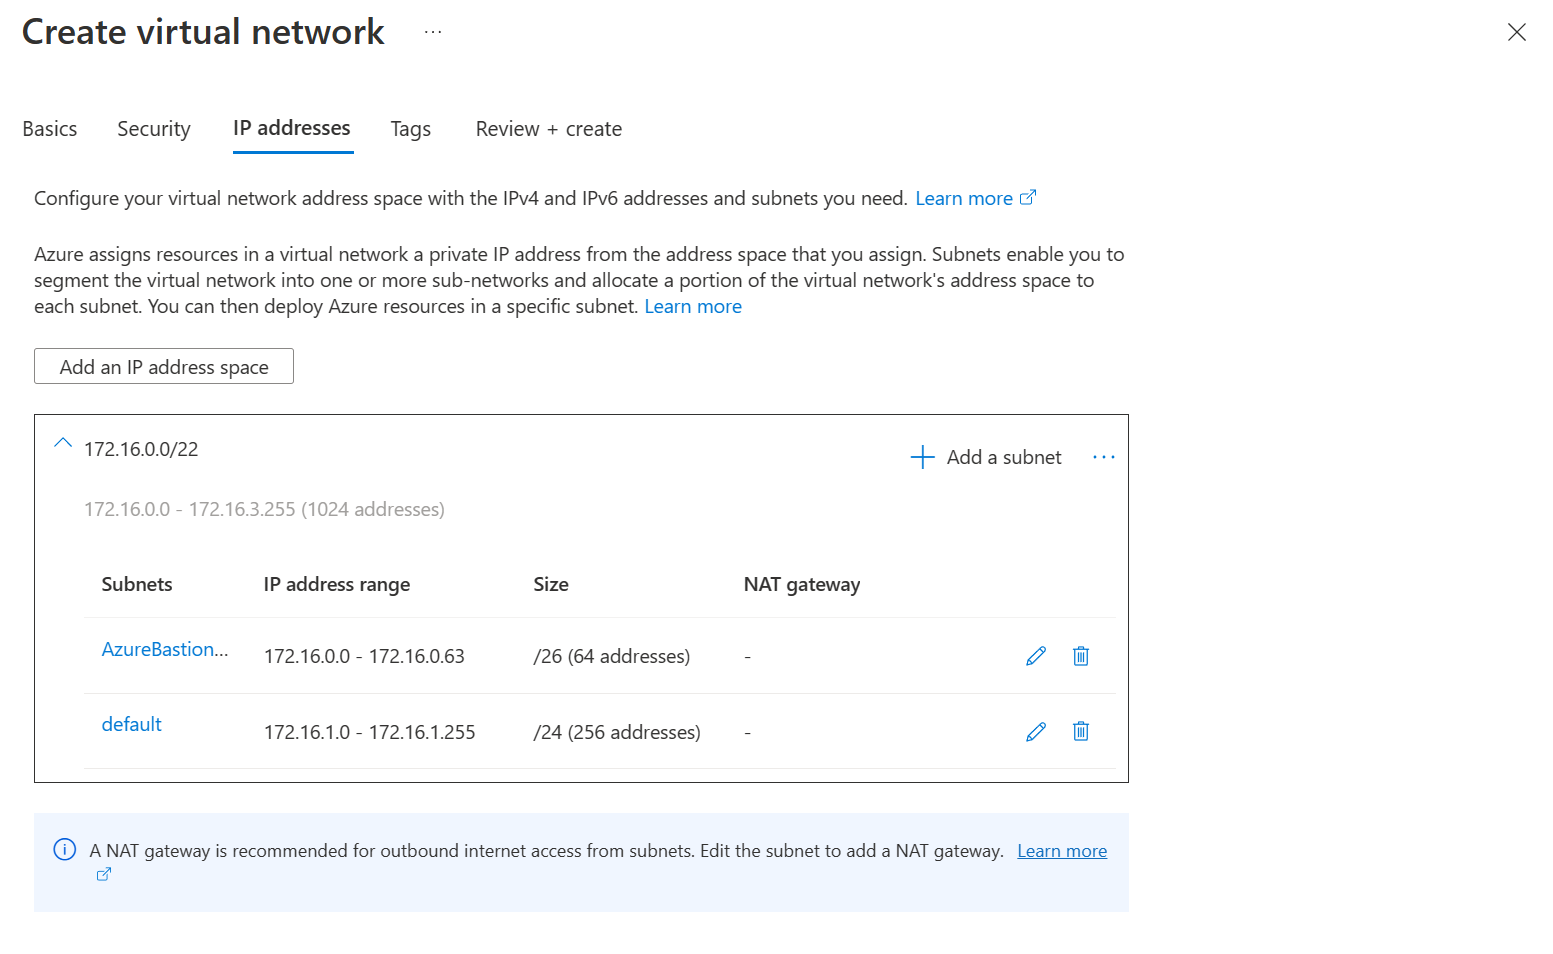 Create virtual network ...
Basics Security IP addresses Tags Review + create
Configure your virtual network address space with the IPv4 and IPv6 addresses and subnets you need. Learn more
Azure assigns resources in a virtual network a private IP address from the address space that you assign. Subnets enable you to
segment the virtual network into one or more sub-networks and allocate a portion of the virtual network's address space to
each subnet. You can then deploy Azure resources in a specific subnet. Learn more
Add an IP address space
172.16.0.0/22
Add a subnet ...
172.16.0.0 - 172.16.3.255 (1024 addresses)
Subnets IP address range Size NAT gateway
AzureBastion... 172.16.0.0 - 172.16.0.63 /26 (64 addresses) -
default 172.16.1.0 - 172.16.1.255 /24 (256 addresses) -
A NAT gateway is recommended for outbound internet access from subnets. Edit the subnet to add a NAT gateway. Learn more